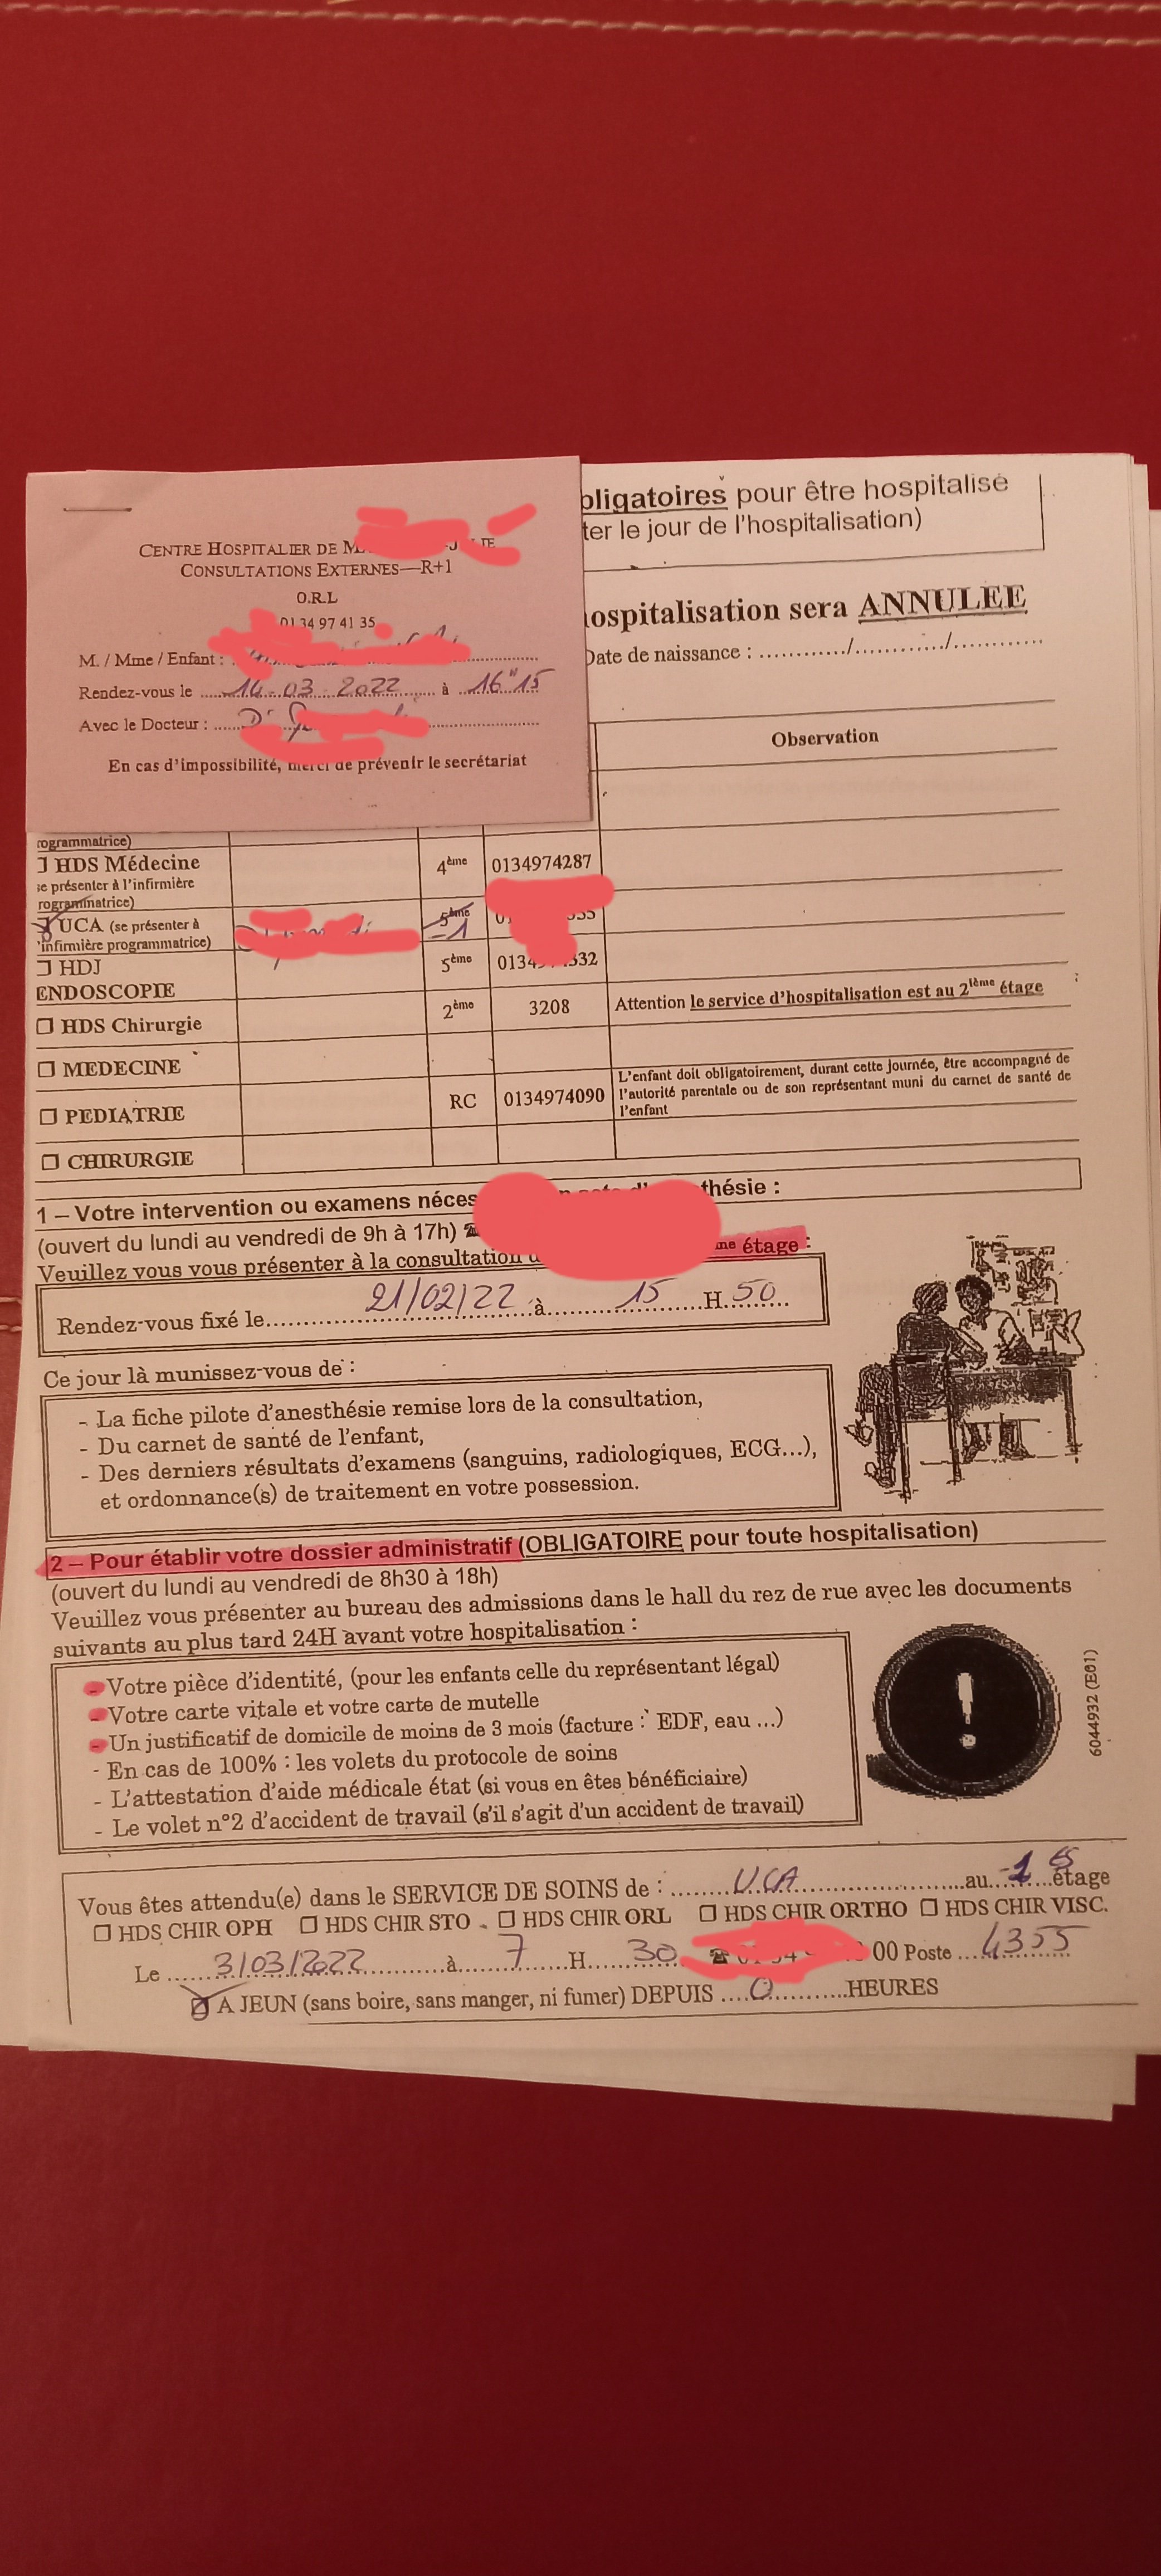 CENTRE HOSPITALIER DE M
CONSULTATIONS EXTERNES—R+1
O.R.L
01 34 97 41 35
M. / Mme / Enfant :
Rendez-vous le 14-03-2022 à 16H15
Avec le Docteur : Dr
En cas d'impossibilité, merci de prévenir le secrétariat
bligatoires pour être hospitalisé
ter le jour de l'hospitalisation)
ospitalisation sera ANNULEE
Date de naissance : ............/............/............
Observation
rogrammatrice)
HDS Médecine
se présenter à l'infirmière
rogrammatrice)
4ème 0134974287
UCA (se présenter à
'infirmière programmatrice)
5ème
-1
HDJ
ENDOSCOPIE
5ème
☐ HDS Chirurgie 2ème 3208 Attention le service d'hospitalisation est au 2ième étage
☐ MEDECINE
☐ PEDIATRIE RC 0134974090 L'enfant doit obligatoirement, durant cette journée, être accompagné de
l'autorité parentale ou de son représentant muni du carnet de santé de
l'enfant
☐ CHIRURGIE
1 – Votre intervention ou examens néces thésie :
(ouvert du lundi au vendredi de 9h à 17h) ☎
Veuillez vous vous présenter à la consultation me étage :
Rendez-vous fixé le 21/02/22 à 15 H 50
Ce jour là munissez-vous de :
- La fiche pilote d'anesthésie remise lors de la consultation,
- Du carnet de santé de l'enfant,
- Des derniers résultats d'examens (sanguins, radiologiques, ECG...),
et ordonnance(s) de traitement en votre possession.
2 – Pour établir votre dossier administratif (OBLIGATOIRE pour toute hospitalisation)
(ouvert du lundi au vendredi de 8h30 à 18h)
Veuillez vous présenter au bureau des admissions dans le hall du rez de rue avec les documents
suivants au plus tard 24H avant votre hospitalisation :
- Votre pièce d'identité, (pour les enfants celle du représentant légal)
- Votre carte vitale et votre carte de mutelle
- Un justificatif de domicile de moins de 3 mois (facture : EDF, eau ...)
- En cas de 100% : les volets du protocole de soins
- L'attestation d'aide médicale état (si vous en êtes bénéficiaire)
- Le volet n°2 d'accident de travail (s'il s'agit d'un accident de travail)
6044932 (E01)
Vous êtes attendu(e) dans le SERVICE DE SOINS de : UCA au -1 étage
☐ HDS CHIR OPH ☐ HDS CHIR STO - ☐ HDS CHIR ORL ☐ HDS CHIR ORTHO ☐ HDS CHIR VISC.
Le 3/03/2022 à 7 H 30 ☎ 00 Poste 4355
A JEUN (sans boire, sans manger, ni fumer) DEPUIS 0 HEURES